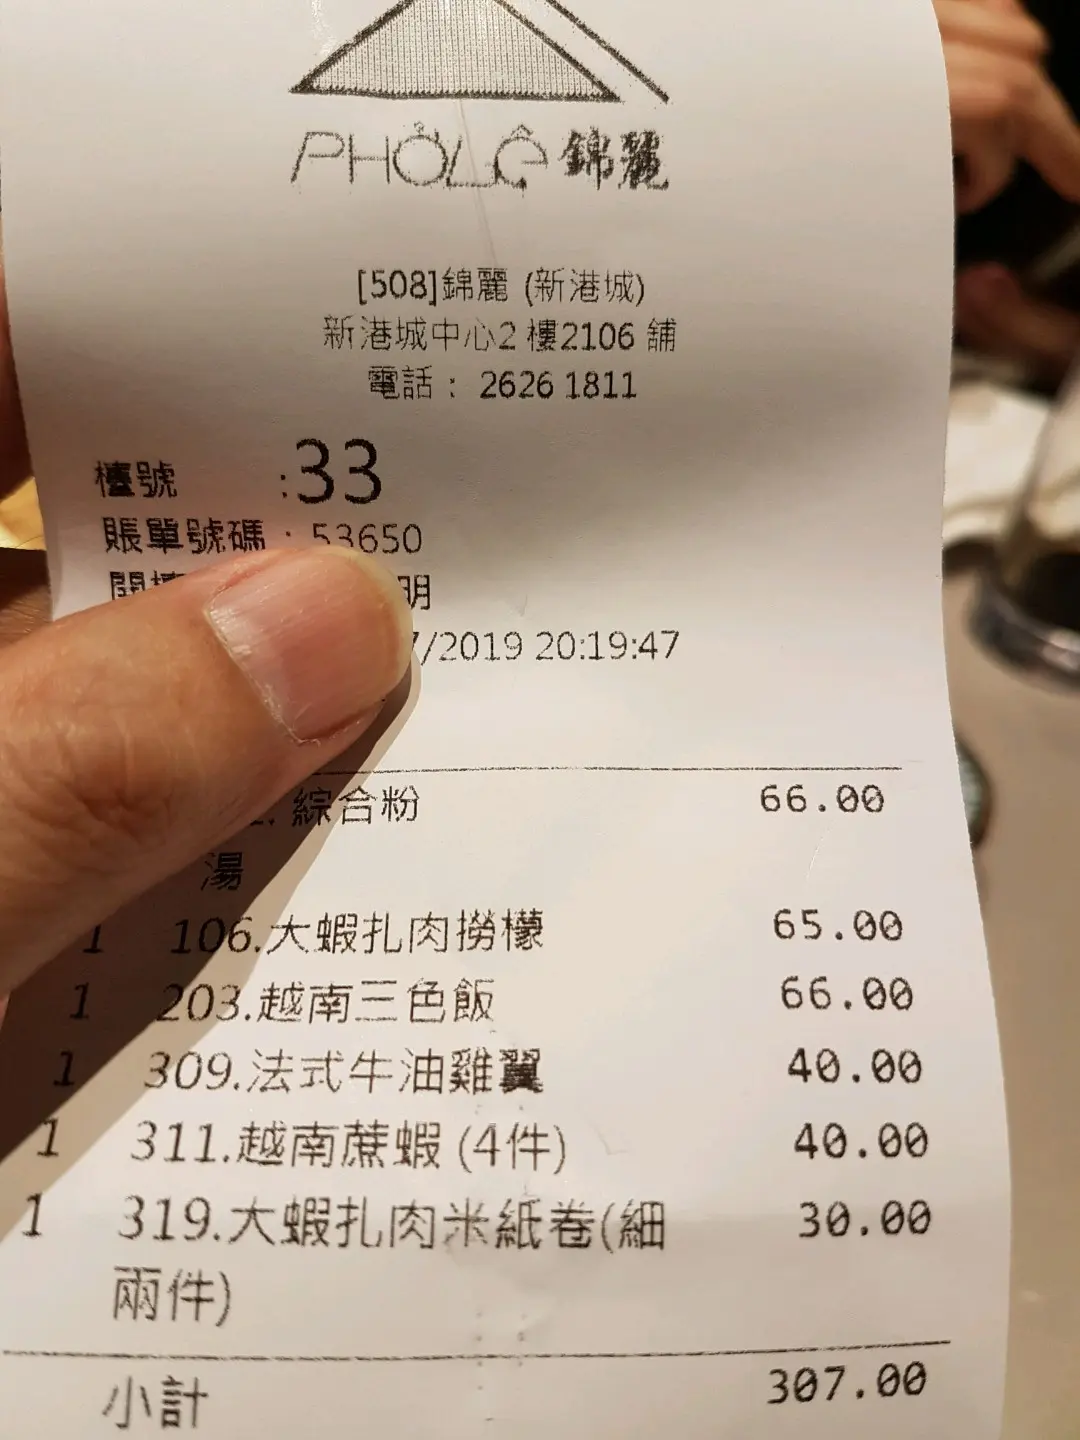 PHỞLÊ 錦麗
[508]錦麗 (新港城)
新港城中心2 樓2106 舖
電話 : 2626 1811
檯號 :33
賬單號碼 : 53650
開檯 明
7/2019 20:19:47
綜合粉 66.00
湯
1 106.大蝦扎肉撈檬 65.00
1 203.越南三色飯 66.00
1 309.法式牛油雞翼 40.00
1 311.越南蔗蝦 (4件) 40.00
1 319.大蝦扎肉米紙卷(細 30.00
兩件)
小計 307.00